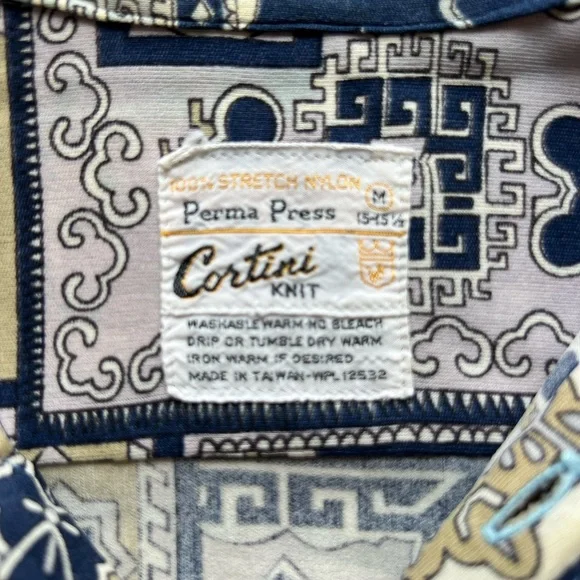 100% STRETCH NYLON M
Perma Press 15-15½
Cortini
KNIT
WASHABLE WARM NO BLEACH
DRIP OR TUMBLE DRY WARM
IRON WARM IF DESIRED
MADE IN TAIWAN-WPL 12532